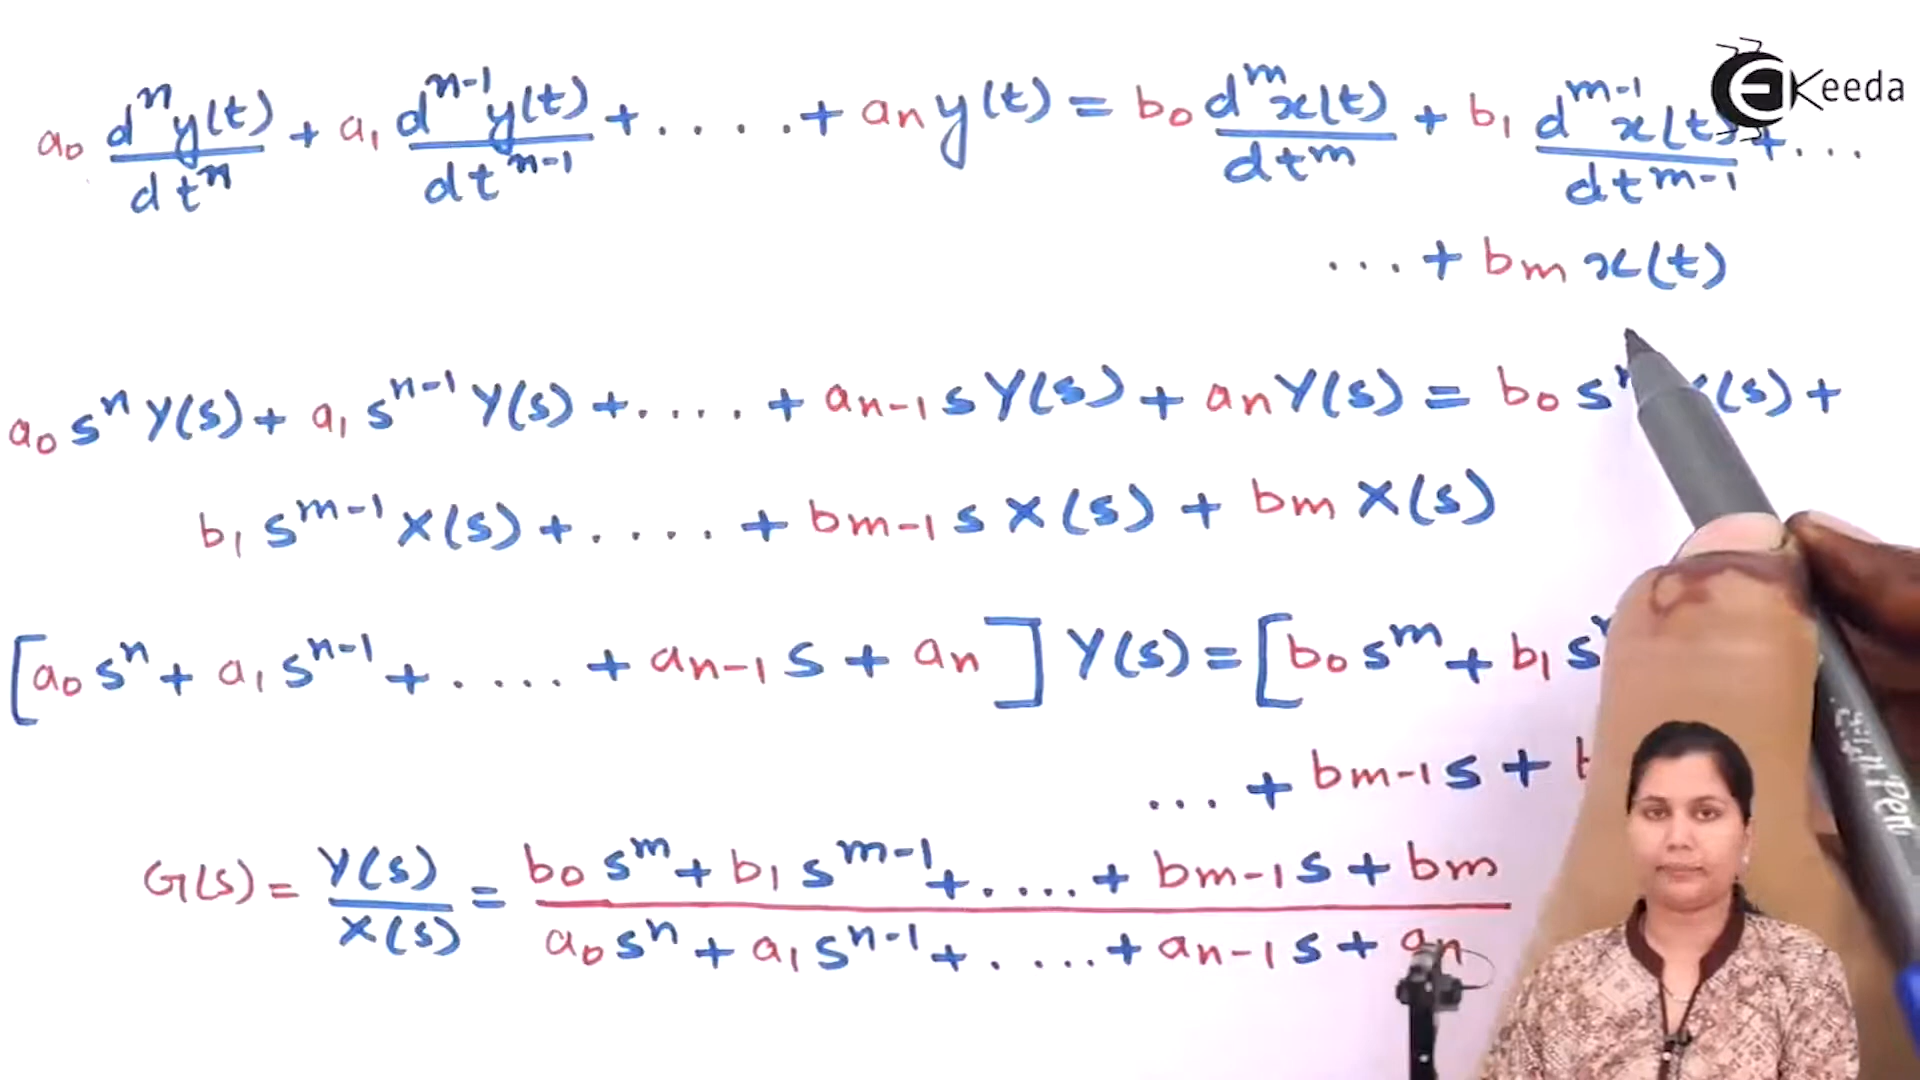 Keeda
a₀ dⁿy(t)/dtⁿ + a₁ dⁿ⁻¹y(t)/dtⁿ⁻¹ + ..... + aₙ y(t) = b₀ dᵐx(t)/dtᵐ + b₁ dᵐ⁻¹x(t)/dtᵐ⁻¹ + ...
... + bₘ x(t)
a₀ sⁿ Y(s) + a₁ sⁿ⁻¹ Y(s) + .... + aₙ₋₁ s Y(s) + aₙ Y(s) = b₀ s (s) +
b₁ sᵐ⁻¹ X(s) + .... + bₘ₋₁ s X(s) + bₘ X(s)
[a₀ sⁿ + a₁ sⁿ⁻¹ + .... + aₙ₋₁ s + aₙ] Y(s) = [b₀ sᵐ + b₁ s
... + bₘ₋₁ s +
G(s) = Y(s)/X(s) = (b₀ sᵐ + b₁ sᵐ⁻¹ + .... + bₘ₋₁ s + bₘ)/(a₀ sⁿ + a₁ sⁿ⁻¹ + .... + aₙ₋₁ s + aₙ)